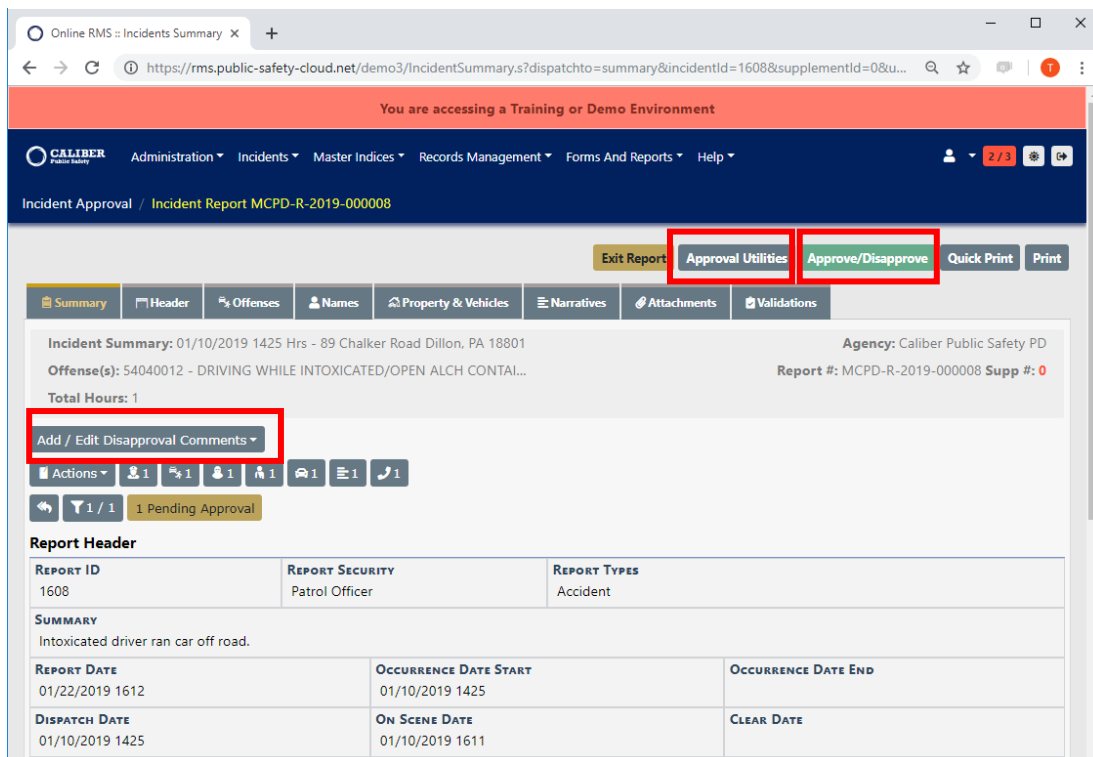 Online RMS :: Incidents Summary
https://rms.public-safety-cloud.net/demo3/IncidentSummary.s?dispatchto=summary&incidentId=1608&supplementId=0&u...
T
You are accessing a Training or Demo Environment
CALIBER Public Safety Administration Incidents Master Indices Records Management Forms And Reports Help 2/3
Incident Approval / Incident Report MCPD-R-2019-000008
Exit Report Approval Utilities Approve/Disapprove Quick Print Print
Summary Header Offenses Names Property & Vehicles Narratives Attachments Validations
Incident Summary: 01/10/2019 1425 Hrs - 89 Chalker Road Dillon, PA 18801 Agency: Caliber Public Safety PD
Offense(s): 54040012 - DRIVING WHILE INTOXICATED/OPEN ALCH CONTAI... Report #: MCPD-R-2019-000008 Supp #: 0
Total Hours: 1
Add / Edit Disapproval Comments
Actions 1 1 1 1 1 1 1
1 / 1 1 Pending Approval
Report Header
REPORT ID REPORT SECURITY REPORT TYPES
1608 Patrol Officer Accident
SUMMARY
Intoxicated driver ran car off road.
REPORT DATE OCCURRENCE DATE START OCCURRENCE DATE END
01/22/2019 1612 01/10/2019 1425
DISPATCH DATE ON SCENE DATE CLEAR DATE
01/10/2019 1425 01/10/2019 1611